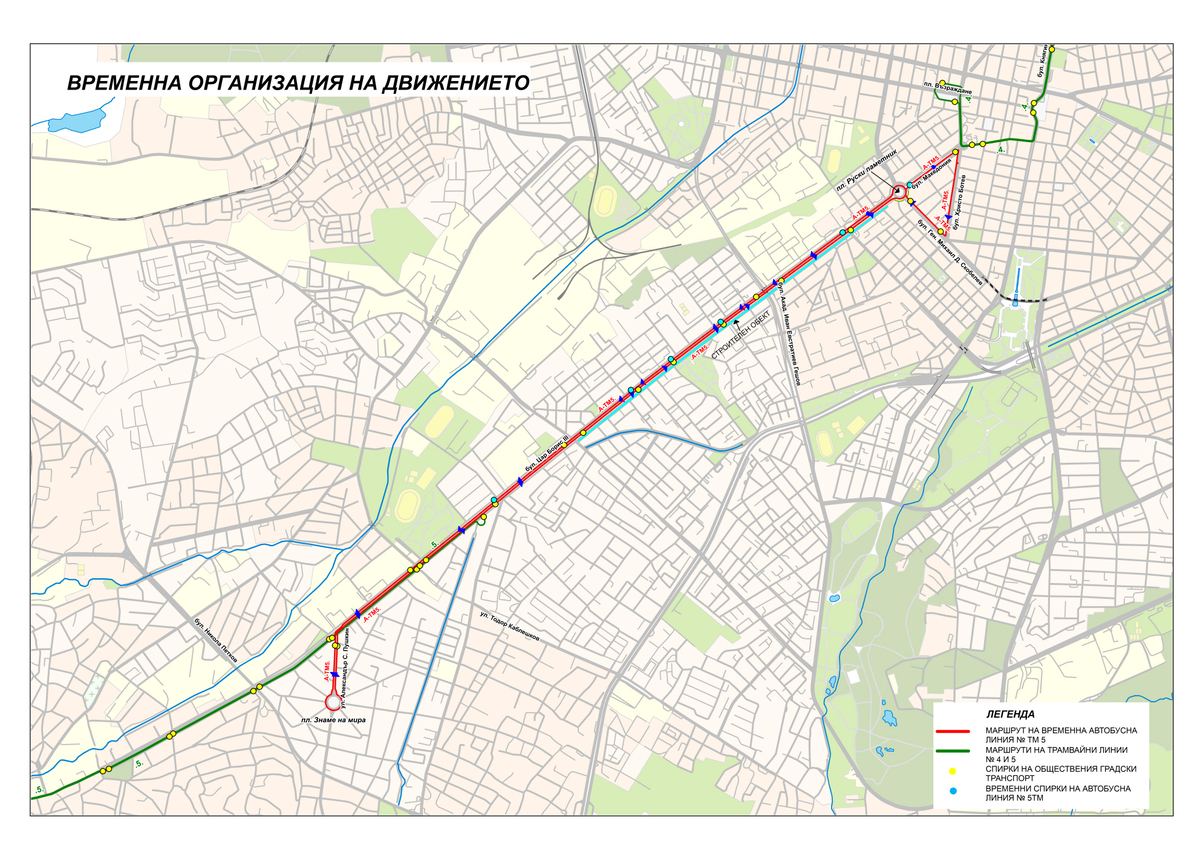 ВРЕМЕННА ОРГАНИЗАЦИЯ НА ДВИЖЕНИЕТО
бул. Княгин
пл. Възраждане
.4.
.4.
.4.
пл. Руски паметник
А-ТМ5.
бул. Македония
А-ТМ5.
бул. Христо Ботев
А-ТМ5.
А-ТМ5.
бул. Ген. Михаил Д. Скобелев
бул. Акад. Иван Евстратиев Гешов
СТРОИТЕЛЕН ОБЕКТ
А-ТМ5.
А-ТМ5.
бул. Цар Борис III
.5.
А-ТМ5.
ул. Тодор Каблешков
бул. Никола Петков
А-ТМ5.
ул. Александър С. Пушкин
пл. Знаме на мира
.5.
.5.
ЛЕГЕНДА
МАРШРУТ НА ВРЕМЕННА АВТОБУСНА
ЛИНИЯ № ТМ 5
МАРШРУТИ НА ТРАМВАЙНИ ЛИНИИ
№ 4 И 5
СПИРКИ НА ОБЩЕСТВЕНИЯ ГРАДСКИ
ТРАНСПОРТ
ВРЕМЕННИ СПИРКИ НА АВТОБУСНА
ЛИНИЯ № 5ТМ